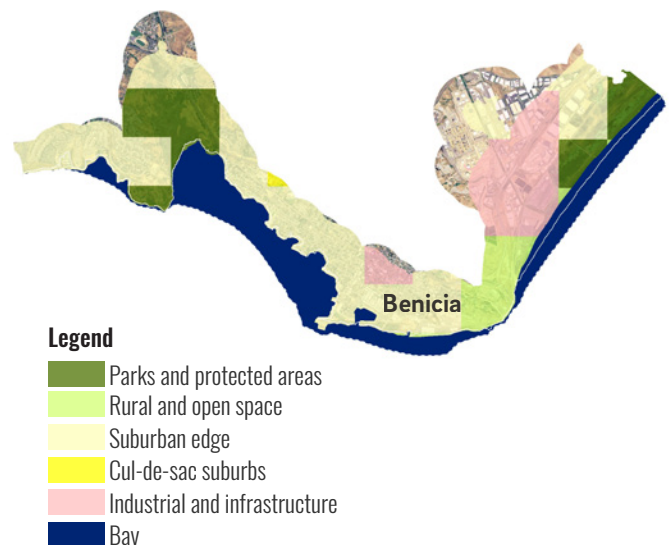 Benicia
Legend
Parks and protected areas
Rural and open space
Suburban edge
Cul-de-sac suburbs
Industrial and infrastructure
Bay